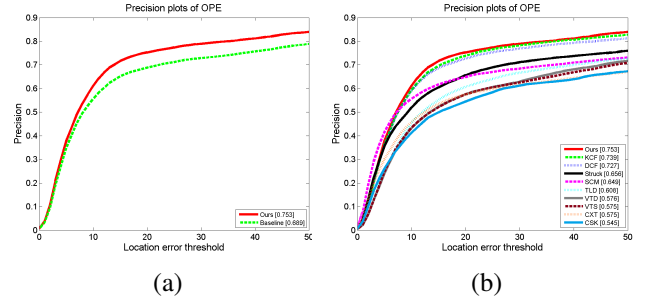 Precision plots of OPE
Precision
0.9
0.8
0.7
0.6
0.5
0.4
0.3
0.2
0.1
0
0 10 20 30 40 50
Location error threshold
Ours [0.753]
Baseline [0.689]
(a)
Precision plots of OPE
Precision
0.9
0.8
0.7
0.6
0.5
0.4
0.3
0.2
0.1
0
0 10 20 30 40 50
Location error threshold
Ours [0.753]
KCF [0.739]
DCF [0.727]
Struck [0.656]
SCM [0.649]
TLD [0.608]
VTD [0.576]
VTS [0.575]
CXT [0.575]
CSK [0.545]
(b)